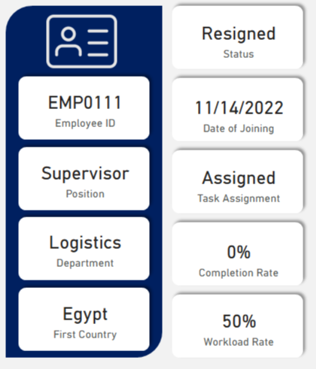 EMP0111
Employee ID
Supervisor
Position
Logistics
Department
Egypt
First Country
Resigned
Status
11/14/2022
Date of Joining
Assigned
Task Assignment
0%
Completion Rate
50%
Workload Rate